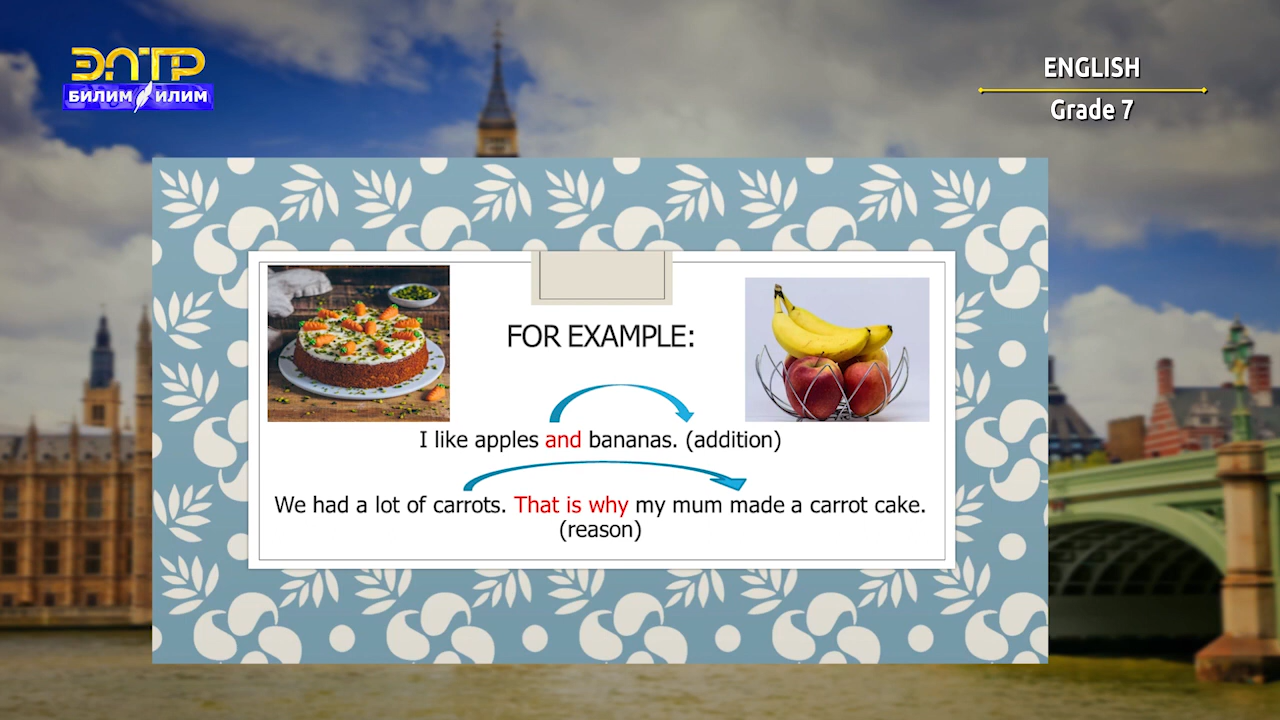 ЭЛТР
БИЛИМ ИЛИМ
ENGLISH
Grade 7
FOR EXAMPLE:
I like apples and bananas. (addition)
We had a lot of carrots. That is why my mum made a carrot cake.
(reason)